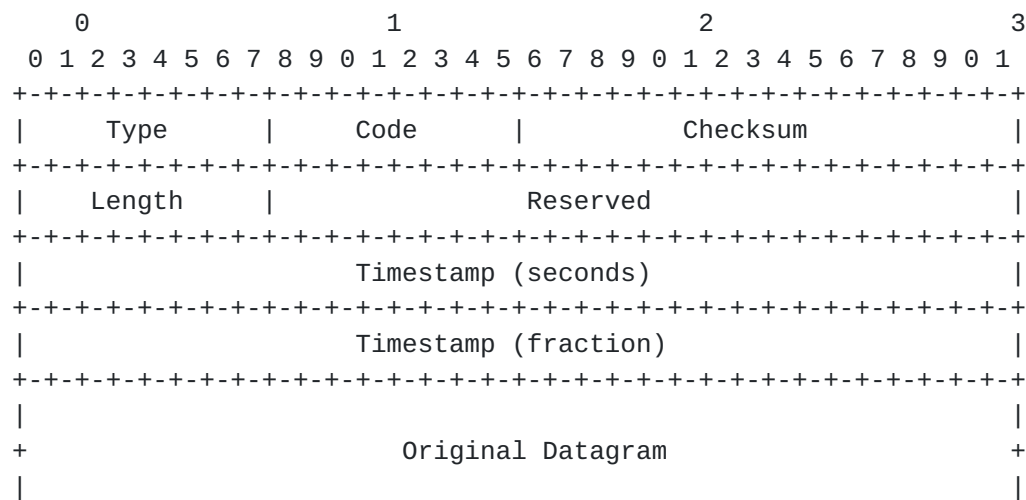 0                   1                   2                   3
 0 1 2 3 4 5 6 7 8 9 0 1 2 3 4 5 6 7 8 9 0 1 2 3 4 5 6 7 8 9 0 1
+-+-+-+-+-+-+-+-+-+-+-+-+-+-+-+-+-+-+-+-+-+-+-+-+-+-+-+-+-+-+-+-+
|     Type      |     Code      |          Checksum             |
+-+-+-+-+-+-+-+-+-+-+-+-+-+-+-+-+-+-+-+-+-+-+-+-+-+-+-+-+-+-+-+-+
|    Length     |                Reserved                       |
+-+-+-+-+-+-+-+-+-+-+-+-+-+-+-+-+-+-+-+-+-+-+-+-+-+-+-+-+-+-+-+-+
|                     Timestamp (seconds)                       |
+-+-+-+-+-+-+-+-+-+-+-+-+-+-+-+-+-+-+-+-+-+-+-+-+-+-+-+-+-+-+-+-+
|                     Timestamp (fraction)                      |
+-+-+-+-+-+-+-+-+-+-+-+-+-+-+-+-+-+-+-+-+-+-+-+-+-+-+-+-+-+-+-+-+
|                                                               |
+                        Original Datagram                      +
|                                                               |